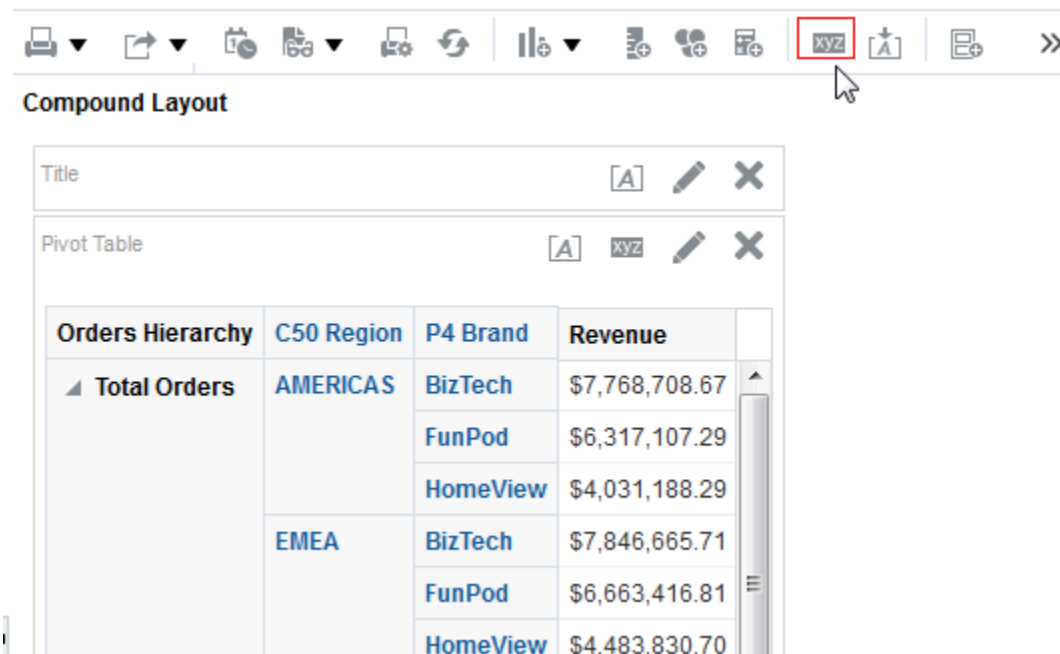 xyz
Compound Layout
Title
[A]
Pivot Table
[A] xyz
Orders Hierarchy C50 Region P4 Brand Revenue
Total Orders AMERICAS BizTech $7,768,708.67
FunPod $6,317,107.29
HomeView $4,031,188.29
EMEA BizTech $7,846,665.71
FunPod $6,663,416.81
HomeView $4,483,830.70